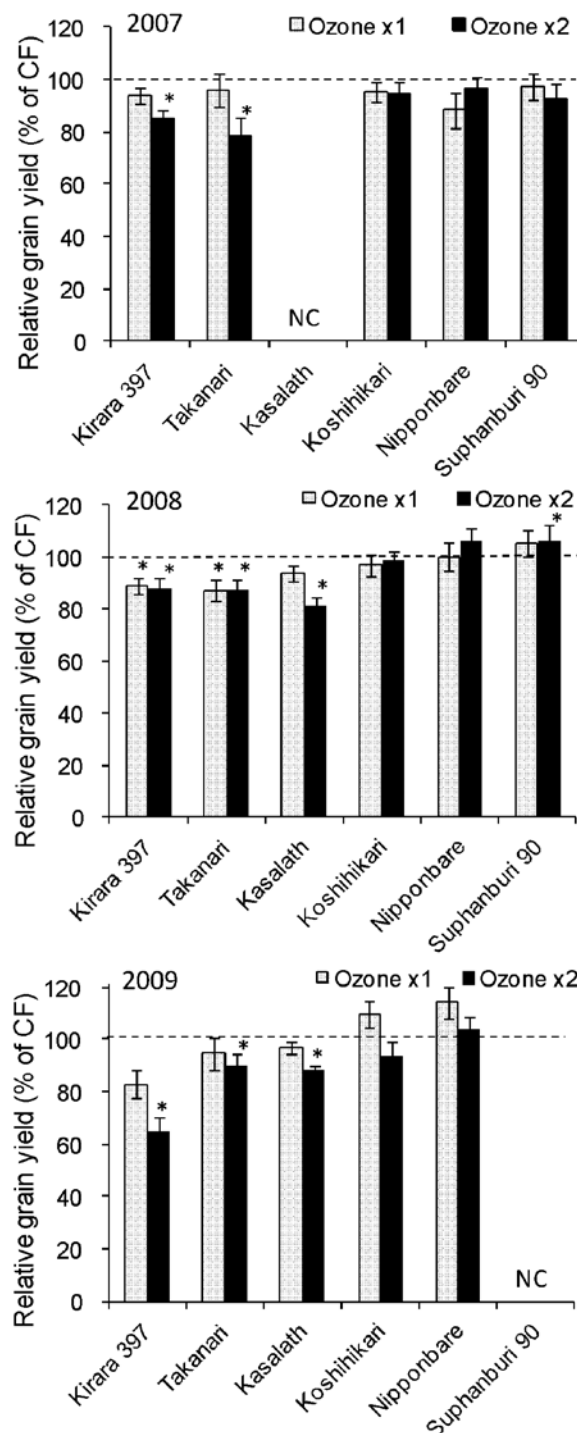 2007 Ozone x1 Ozone x2
120
100
80
60
40
20
0
Relative grain yield (% of CF)
* * NC
Kirara 397 Takanari Kasalath Koshihikari Nipponbare Suphanburi 90
2008 Ozone x1 Ozone x2
120
100
80
60
40
20
0
Relative grain yield (% of CF)
* * * * * *
Kirara 397 Takanari Kasalath Koshihikari Nipponbare Suphanburi 90
2009 Ozone x1 Ozone x2
120
100
80
60
40
20
0
Relative grain yield (% of CF)
* * * NC
Kirara 397 Takanari Kasalath Koshihikari Nipponbare Suphanburi 90